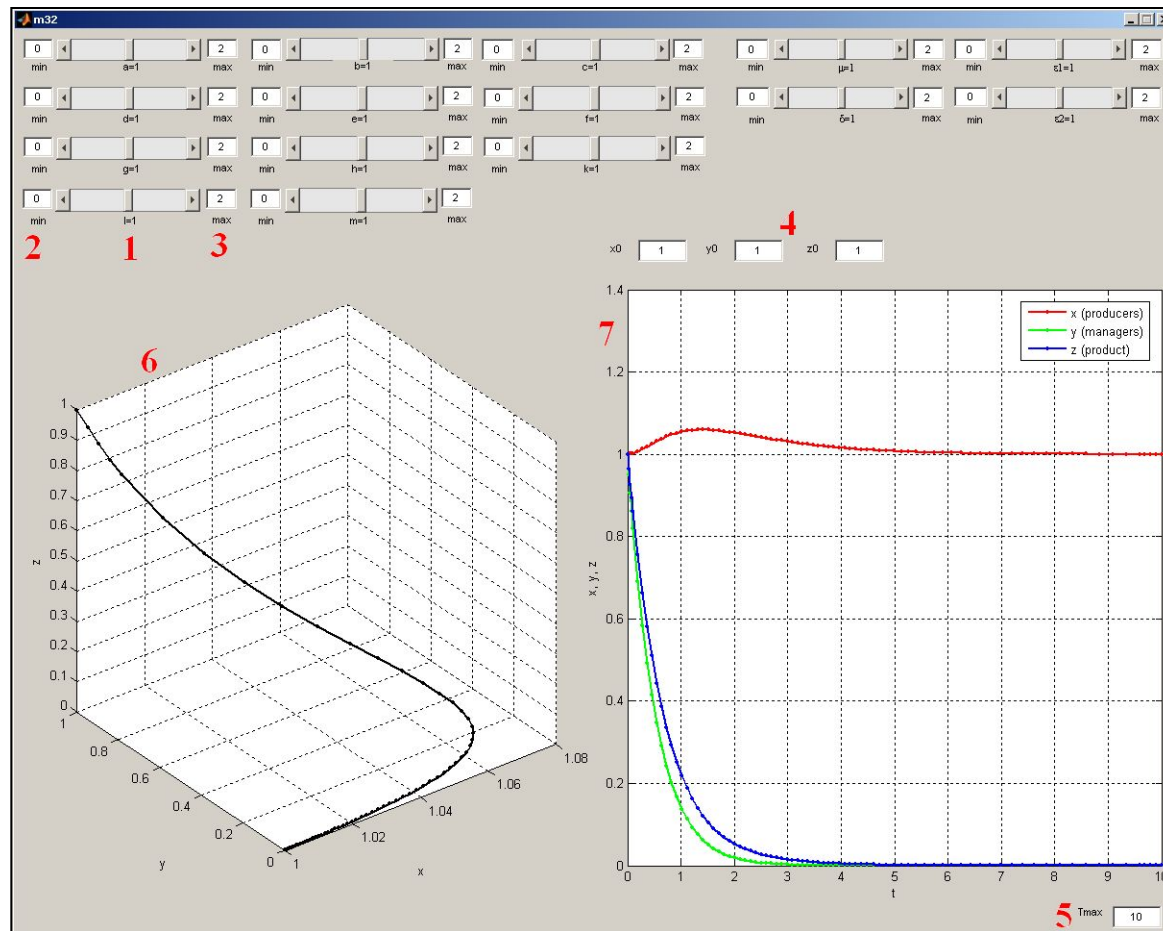 m32
0 2 0 2 0 2 0 2 0 2
min a=1 max min b=1 max min c=1 max min μ=1 max min ε1=1 max
0 2 0 2 0 2 0 2 0 2
min d=1 max min e=1 max min f=1 max min δ=1 max min ε2=1 max
0 2 0 2 0 2
min g=1 max min h=1 max min k=1 max
0 2 0 2
min l=1 max min m=1 max
2 1 3 4
x0 1 y0 1 z0 1
6
1
0.9
0.8
0.7
0.6
0.5
0.4
0.3
0.2
0.1
0
z
1
0.8
0.6
0.4
0.2
0
y
1
1.02
1.04
1.06
1.08
x
7
1.4
1.2
1
0.8
0.6
0.4
0.2
0
x, y, z
x (producers)
y (managers)
z (product)
0 1 2 3 4 5 6 7 8 9 10
t
5 Tmax 10